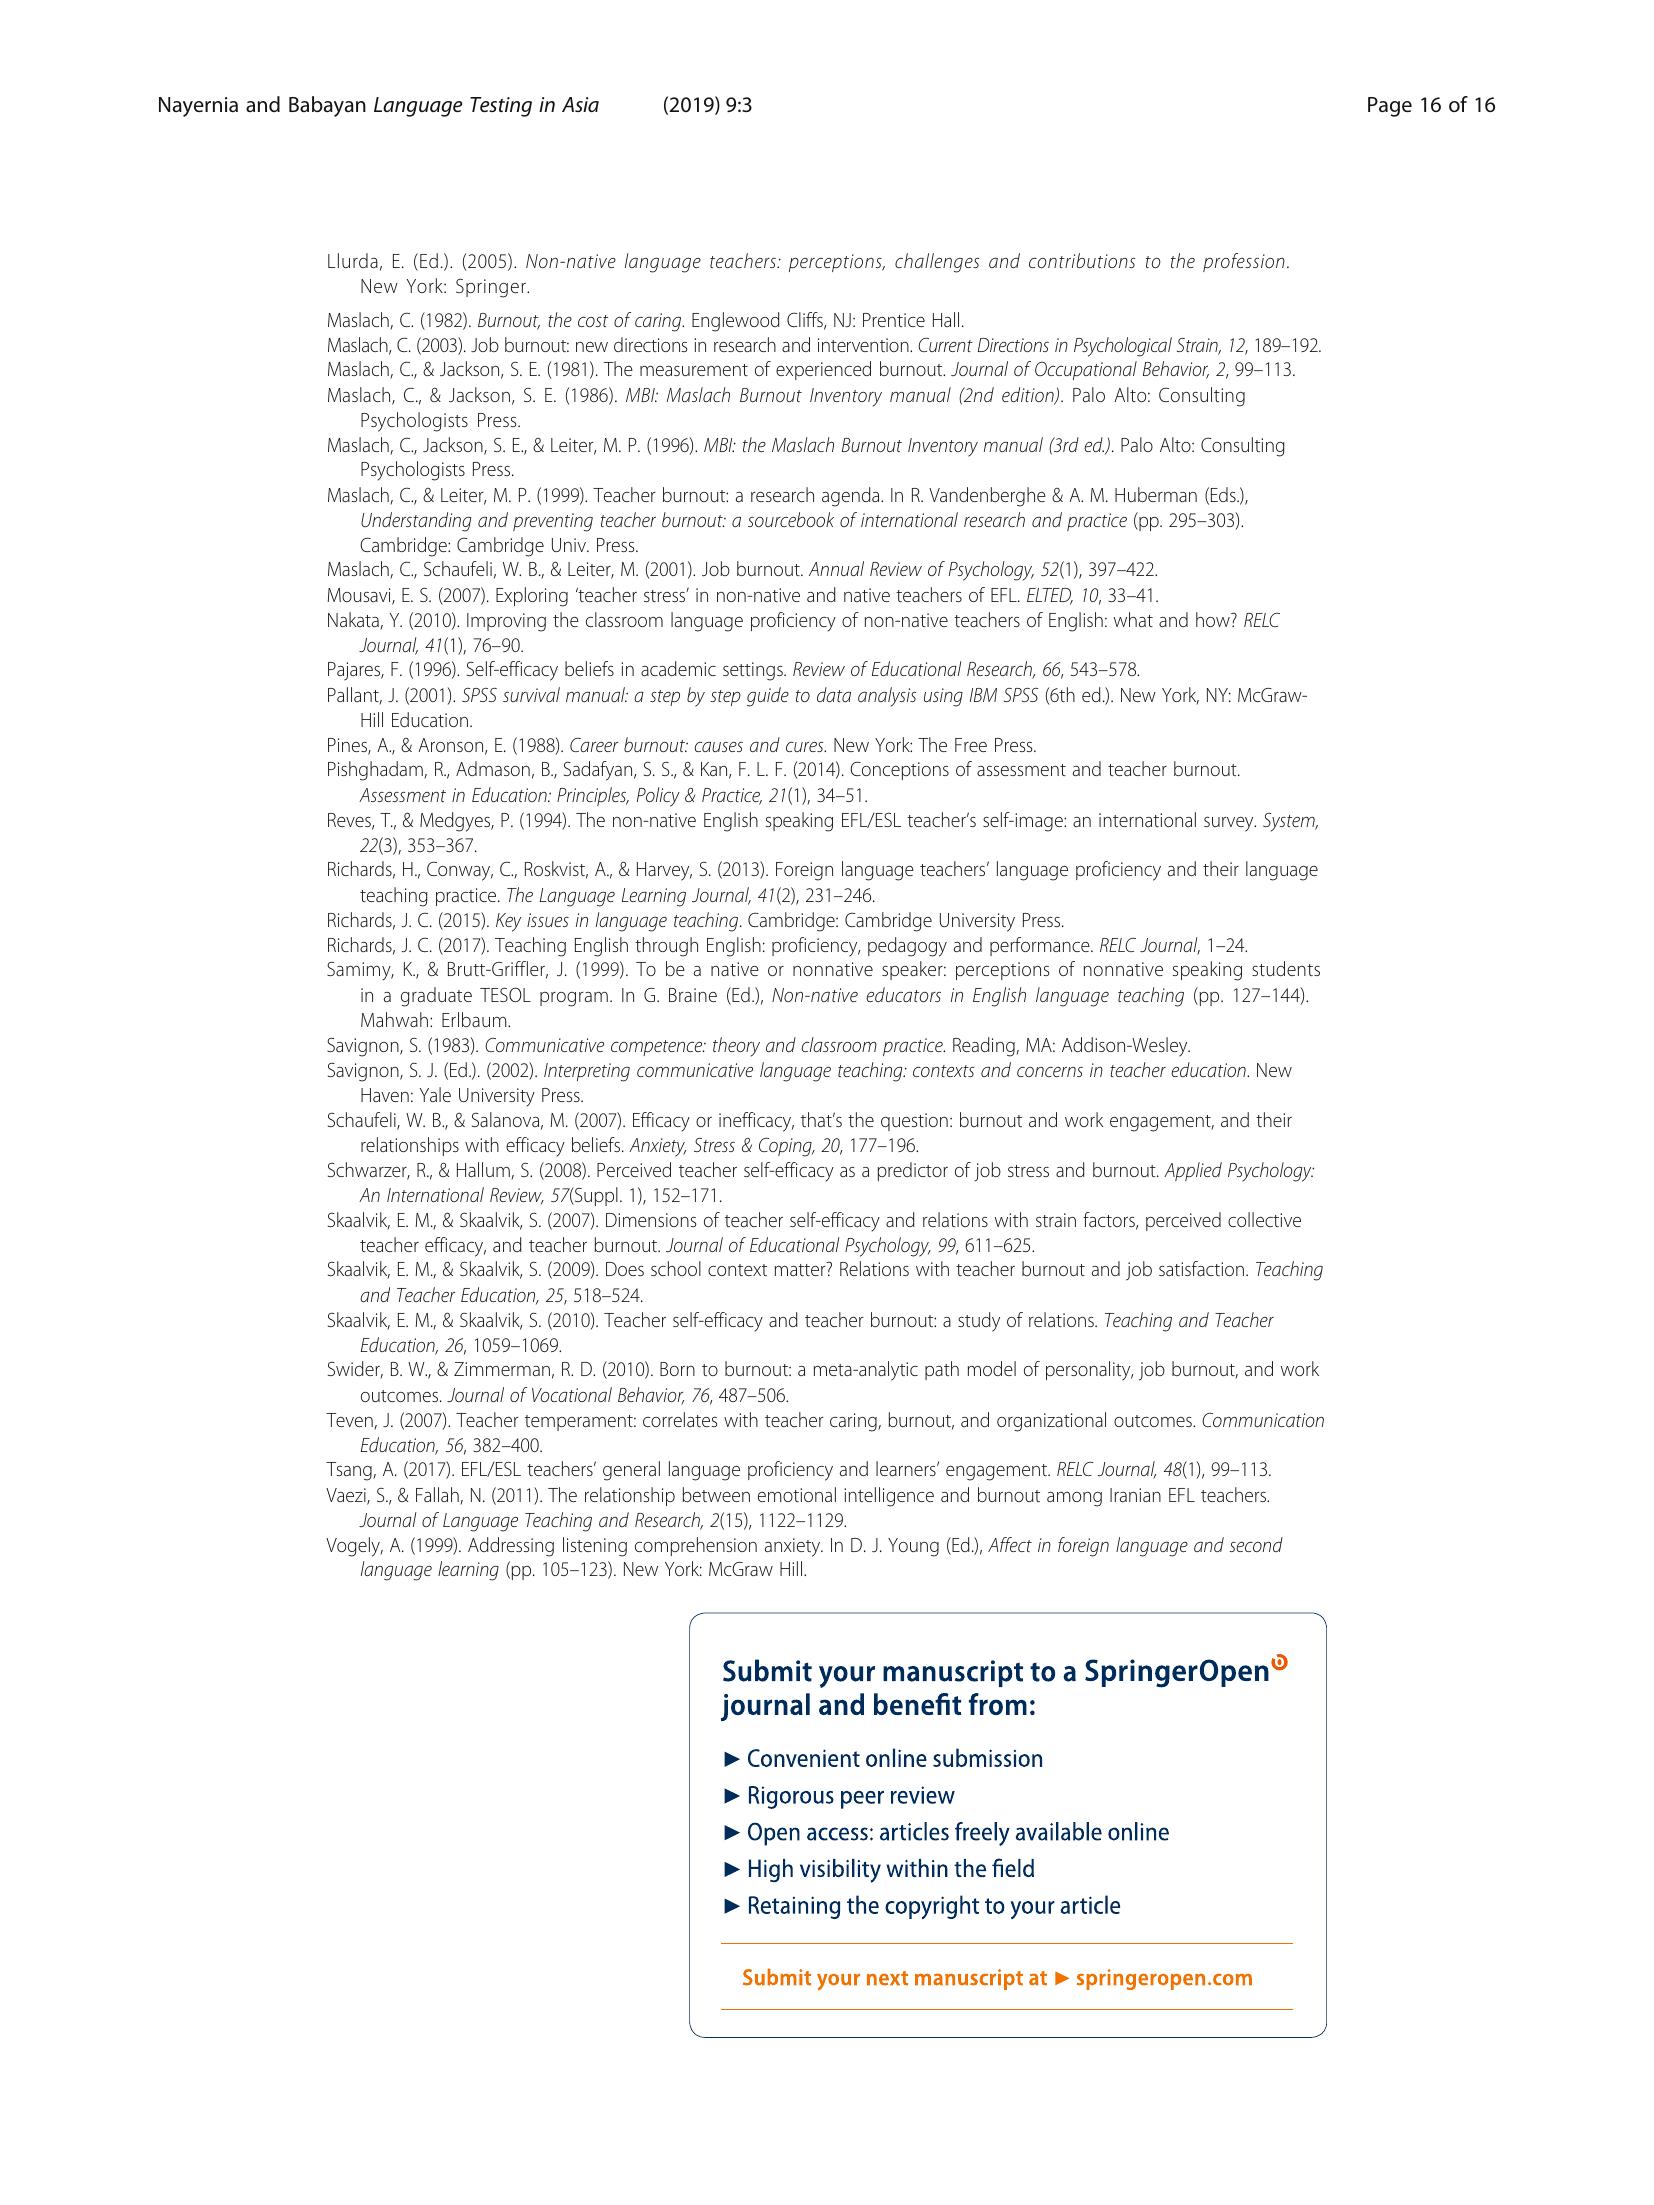 Nayernia and Babayan Language Testing in Asia (2019) 9:3 Page 16 of 16
Llurda, E. (Ed.). (2005). Non-native language teachers: perceptions, challenges and contributions to the profession.
New York: Springer.
Maslach, C. (1982). Burnout, the cost of caring. Englewood Cliffs, NJ: Prentice Hall.
Maslach, C. (2003). Job burnout: new directions in research and intervention. Current Directions in Psychological Strain, 12, 189–192.
Maslach, C., & Jackson, S. E. (1981). The measurement of experienced burnout. Journal of Occupational Behavior, 2, 99–113.
Maslach, C., & Jackson, S. E. (1986). MBI: Maslach Burnout Inventory manual (2nd edition). Palo Alto: Consulting
Psychologists Press.
Maslach, C., Jackson, S. E., & Leiter, M. P. (1996). MBI: the Maslach Burnout Inventory manual (3rd ed.). Palo Alto: Consulting
Psychologists Press.
Maslach, C., & Leiter, M. P. (1999). Teacher burnout: a research agenda. In R. Vandenberghe & A. M. Huberman (Eds.),
Understanding and preventing teacher burnout: a sourcebook of international research and practice (pp. 295–303).
Cambridge: Cambridge Univ. Press.
Maslach, C., Schaufeli, W. B., & Leiter, M. (2001). Job burnout. Annual Review of Psychology, 52(1), 397–422.
Mousavi, E. S. (2007). Exploring ‘teacher stress’ in non-native and native teachers of EFL. ELTED, 10, 33–41.
Nakata, Y. (2010). Improving the classroom language proficiency of non-native teachers of English: what and how? RELC
Journal, 41(1), 76–90.
Pajares, F. (1996). Self-efficacy beliefs in academic settings. Review of Educational Research, 66, 543–578.
Pallant, J. (2001). SPSS survival manual: a step by step guide to data analysis using IBM SPSS (6th ed.). New York, NY: McGraw-
Hill Education.
Pines, A., & Aronson, E. (1988). Career burnout: causes and cures. New York: The Free Press.
Pishghadam, R., Admason, B., Sadafyan, S. S., & Kan, F. L. F. (2014). Conceptions of assessment and teacher burnout.
Assessment in Education: Principles, Policy & Practice, 21(1), 34–51.
Reves, T., & Medgyes, P. (1994). The non-native English speaking EFL/ESL teacher’s self-image: an international survey. System,
22(3), 353–367.
Richards, H., Conway, C., Roskvist, A., & Harvey, S. (2013). Foreign language teachers’ language proficiency and their language
teaching practice. The Language Learning Journal, 41(2), 231–246.
Richards, J. C. (2015). Key issues in language teaching. Cambridge: Cambridge University Press.
Richards, J. C. (2017). Teaching English through English: proficiency, pedagogy and performance. RELC Journal, 1–24.
Samimy, K., & Brutt-Griffler, J. (1999). To be a native or nonnative speaker: perceptions of nonnative speaking students
in a graduate TESOL program. In G. Braine (Ed.), Non-native educators in English language teaching (pp. 127–144).
Mahwah: Erlbaum.
Savignon, S. (1983). Communicative competence: theory and classroom practice. Reading, MA: Addison-Wesley.
Savignon, S. J. (Ed.). (2002). Interpreting communicative language teaching: contexts and concerns in teacher education. New
Haven: Yale University Press.
Schaufeli, W. B., & Salanova, M. (2007). Efficacy or inefficacy, that’s the question: burnout and work engagement, and their
relationships with efficacy beliefs. Anxiety, Stress & Coping, 20, 177–196.
Schwarzer, R., & Hallum, S. (2008). Perceived teacher self-efficacy as a predictor of job stress and burnout. Applied Psychology:
An International Review, 57(Suppl. 1), 152–171.
Skaalvik, E. M., & Skaalvik, S. (2007). Dimensions of teacher self-efficacy and relations with strain factors, perceived collective
teacher efficacy, and teacher burnout. Journal of Educational Psychology, 99, 611–625.
Skaalvik, E. M., & Skaalvik, S. (2009). Does school context matter? Relations with teacher burnout and job satisfaction. Teaching
and Teacher Education, 25, 518–524.
Skaalvik, E. M., & Skaalvik, S. (2010). Teacher self-efficacy and teacher burnout: a study of relations. Teaching and Teacher
Education, 26, 1059–1069.
Swider, B. W., & Zimmerman, R. D. (2010). Born to burnout: a meta-analytic path model of personality, job burnout, and work
outcomes. Journal of Vocational Behavior, 76, 487–506.
Teven, J. (2007). Teacher temperament: correlates with teacher caring, burnout, and organizational outcomes. Communication
Education, 56, 382–400.
Tsang, A. (2017). EFL/ESL teachers’ general language proficiency and learners’ engagement. RELC Journal, 48(1), 99–113.
Vaezi, S., & Fallah, N. (2011). The relationship between emotional intelligence and burnout among Iranian EFL teachers.
Journal of Language Teaching and Research, 2(15), 1122–1129.
Vogely, A. (1999). Addressing listening comprehension anxiety. In D. J. Young (Ed.), Affect in foreign language and second
language learning (pp. 105–123). New York: McGraw Hill.
Submit your manuscript to a SpringerOpen
journal and benefit from:
► Convenient online submission
► Rigorous peer review
► Open access: articles freely available online
► High visibility within the field
► Retaining the copyright to your article
Submit your next manuscript at ► springeropen.com